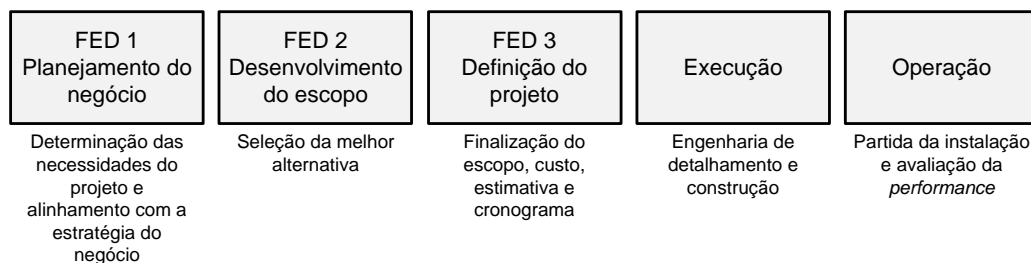 FED 1
Planejamento do
negócio
FED 2
Desenvolvimento
do escopo
FED 3
Definição do
projeto
Execução
Operação
Determinação das
necessidades do
projeto e
alinhamento com a
estratégia do
negócio
Seleção da melhor
alternativa
Finalização do
escopo, custo,
estimativa e
cronograma
Engenharia de
detalhamento e
construção
Partida da instalação
e avaliação da
performance